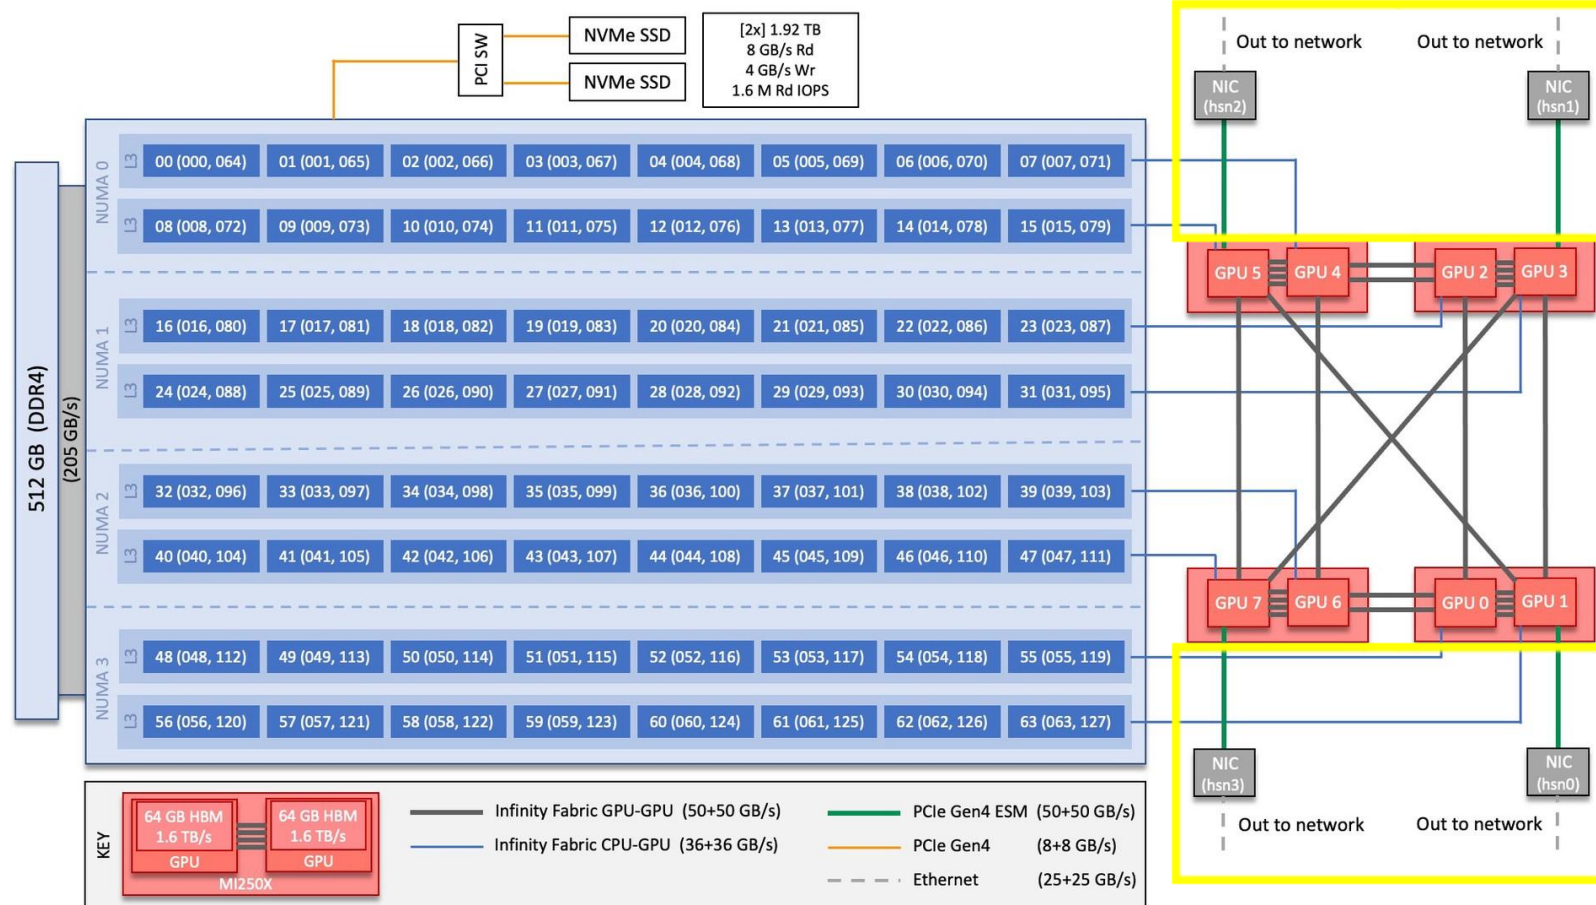 NVMe SSD
NVMe SSD
PCI SW
[2x] 1.92 TB
8 GB/s Rd
4 GB/s Wr
1.6 M Rd IOPS
Out to network
Out to network
NIC
(hsn2)
NIC
(hsn1)
512 GB (DDR4)
(205 GB/s)
NUMA 0
L3
00 (000, 064) 01 (001, 065) 02 (002, 066) 03 (003, 067) 04 (004, 068) 05 (005, 069) 06 (006, 070) 07 (007, 071)
L3
08 (008, 072) 09 (009, 073) 10 (010, 074) 11 (011, 075) 12 (012, 076) 13 (013, 077) 14 (014, 078) 15 (015, 079)
GPU 5 GPU 4 GPU 2 GPU 3
NUMA 1
L3
16 (016, 080) 17 (017, 081) 18 (018, 082) 19 (019, 083) 20 (020, 084) 21 (021, 085) 22 (022, 086) 23 (023, 087)
L3
24 (024, 088) 25 (025, 089) 26 (026, 090) 27 (027, 091) 28 (028, 092) 29 (029, 093) 30 (030, 094) 31 (031, 095)
NUMA 2
L3
32 (032, 096) 33 (033, 097) 34 (034, 098) 35 (035, 099) 36 (036, 100) 37 (037, 101) 38 (038, 102) 39 (039, 103)
L3
40 (040, 104) 41 (041, 105) 42 (042, 106) 43 (043, 107) 44 (044, 108) 45 (045, 109) 46 (046, 110) 47 (047, 111)
GPU 7 GPU 6 GPU 0 GPU 1
NUMA 3
L3
48 (048, 112) 49 (049, 113) 50 (050, 114) 51 (051, 115) 52 (052, 116) 53 (053, 117) 54 (054, 118) 55 (055, 119)
L3
56 (056, 120) 57 (057, 121) 58 (058, 122) 59 (059, 123) 60 (060, 124) 61 (061, 125) 62 (062, 126) 63 (063, 127)
NIC
(hsn3)
NIC
(hsn0)
Out to network
Out to network
KEY
64 GB HBM
1.6 TB/s
GPU
64 GB HBM
1.6 TB/s
GPU
MI250X
Infinity Fabric GPU-GPU (50+50 GB/s)
Infinity Fabric CPU-GPU (36+36 GB/s)
PCIe Gen4 ESM (50+50 GB/s)
PCIe Gen4 (8+8 GB/s)
Ethernet (25+25 GB/s)